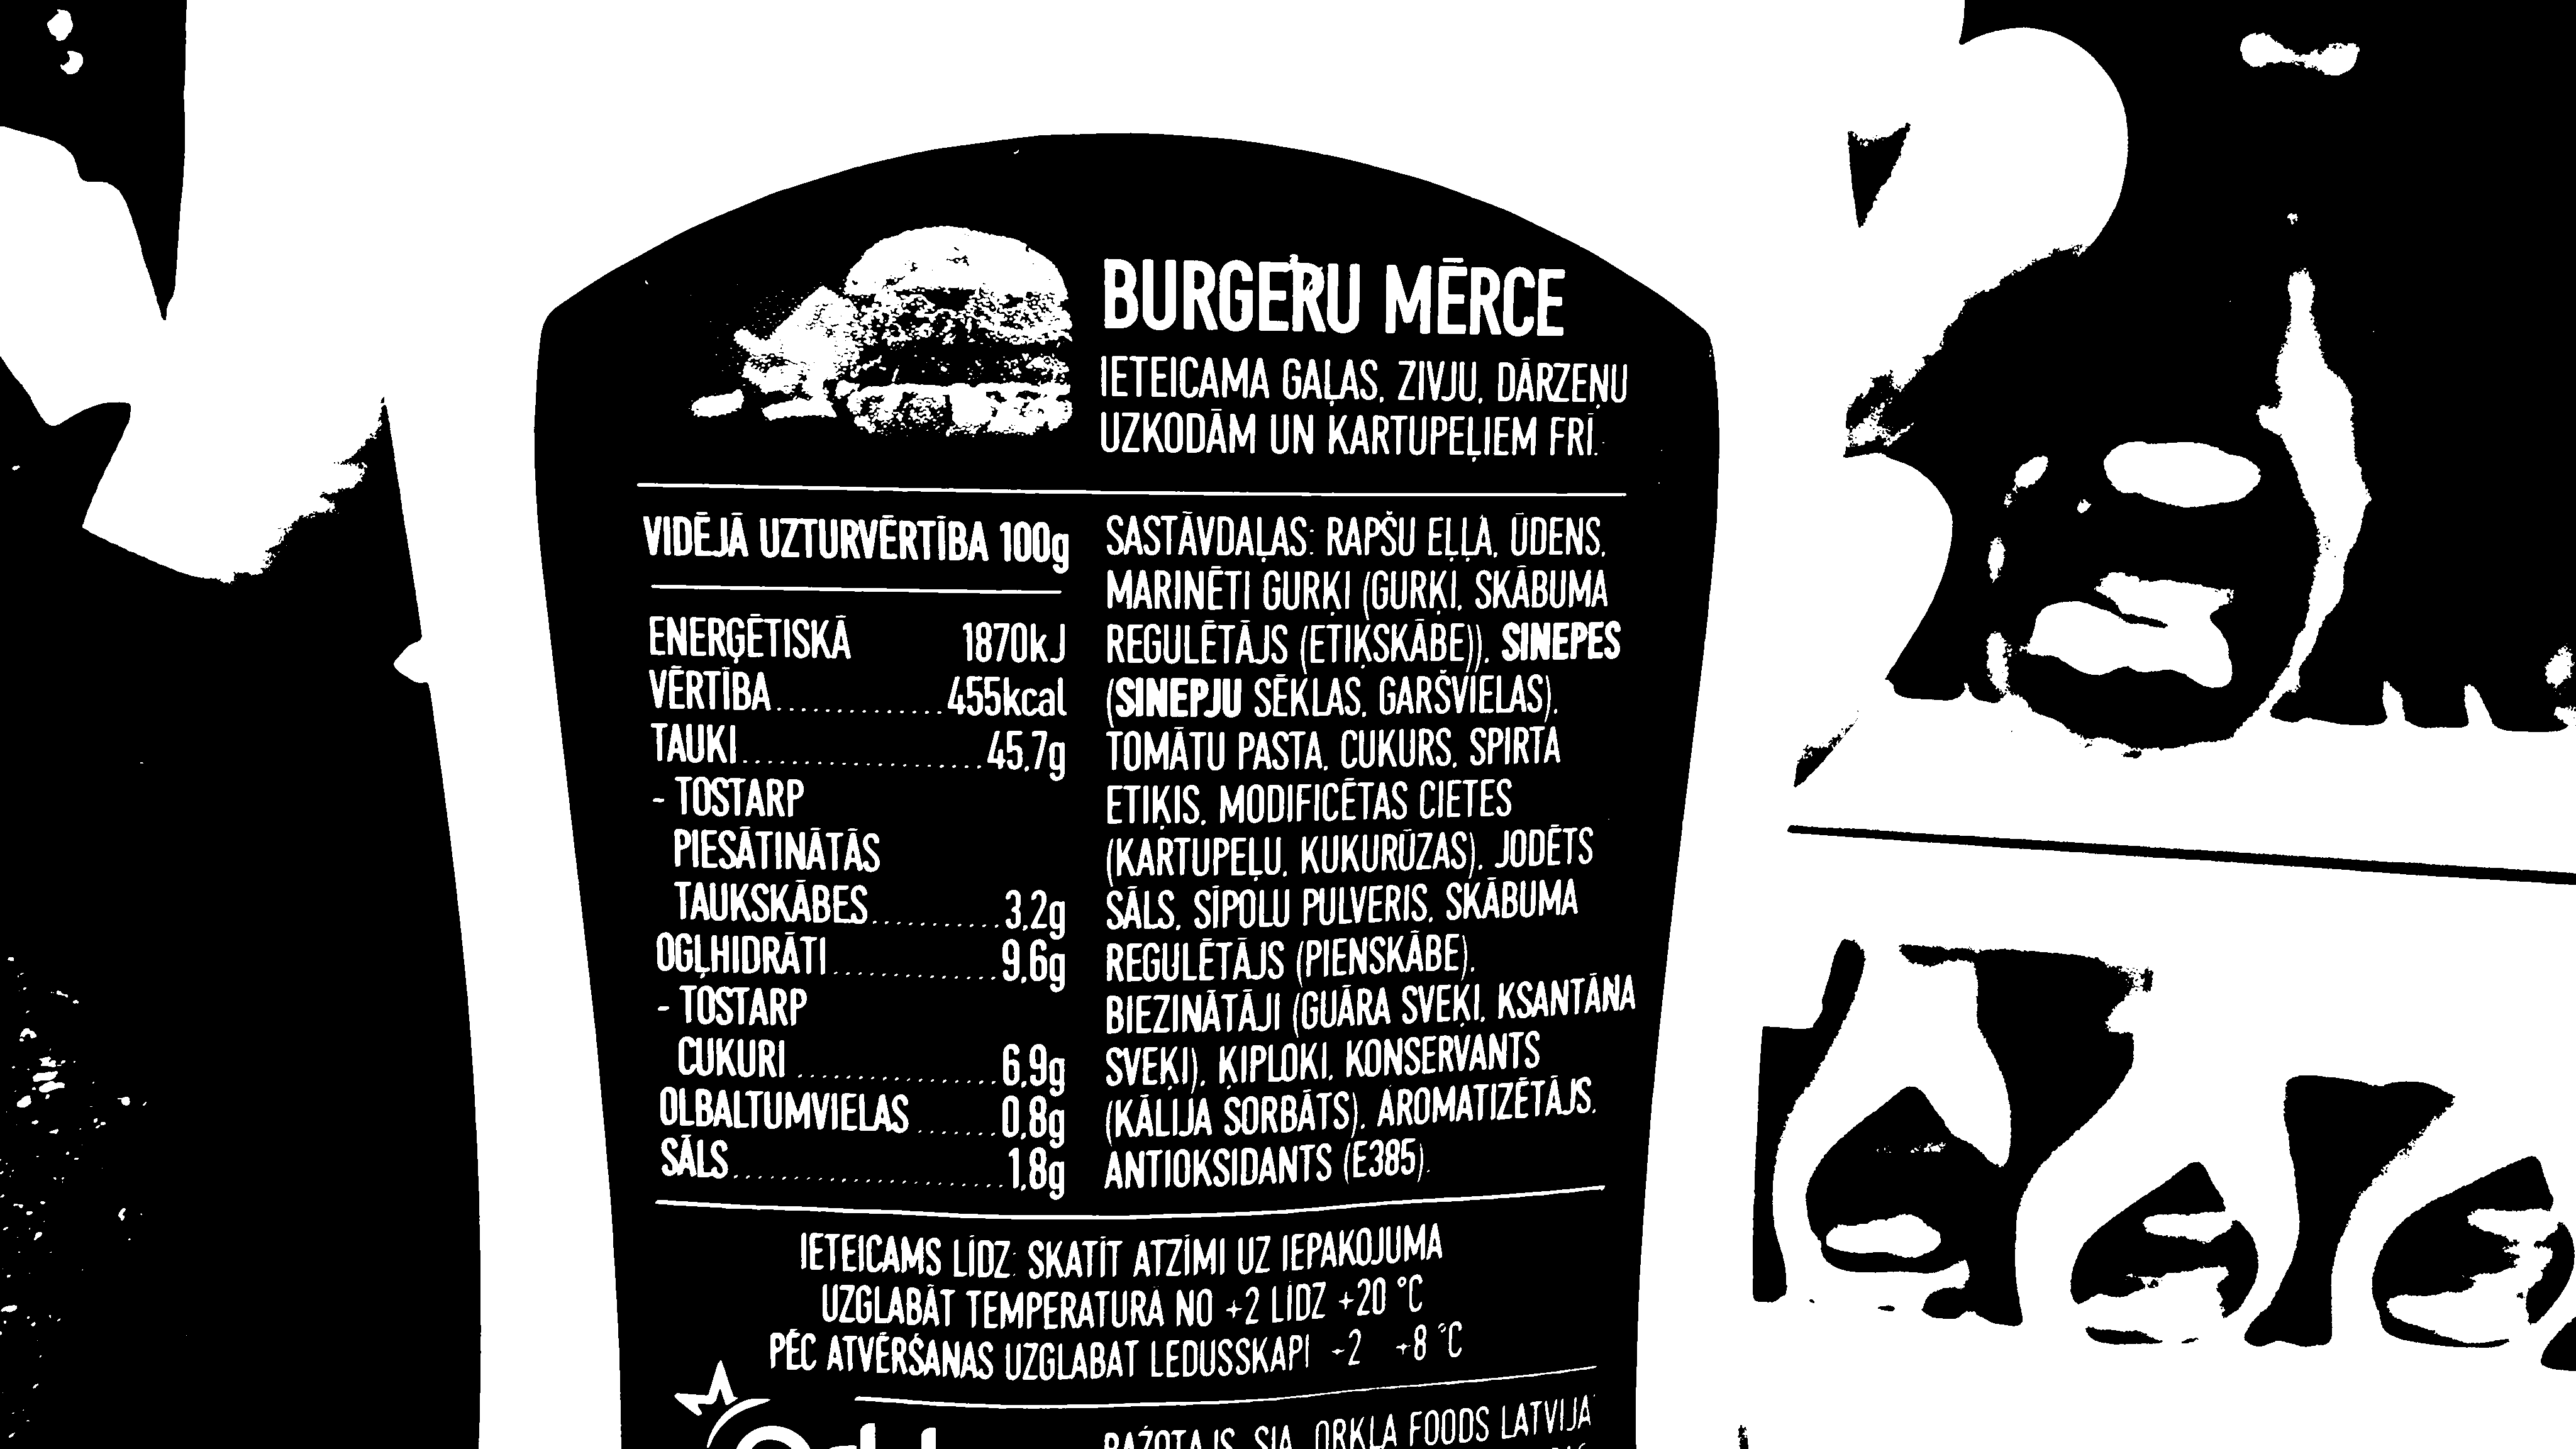 BURGERU MĒRCE
IETEICAMA GAĻAS, ZIVJU, DĀRZEŅU
UZKODĀM UN KARTUPEĻIEM FRĪ.
VIDĒJĀ UZTURVĒRTĪBA 100g
ENERĢĒTISKĀ 1870kJ
VĒRTĪBA..............455kcal
TAUKI.....................45,7g
- TOSTARP
PIESĀTINĀTĀS
TAUKSKĀBES...........3,2g
OGĻHIDRĀTI..............9,6g
- TOSTARP
CUKURI.................6,9g
OLBALTUMVIELAS.......0,8g
SĀLS.......................1,8g
SASTĀVDAĻAS: RAPŠU EĻĻA, ŪDENS,
MARINĒTI GURĶI (GURĶI, SKĀBUMA
REGULĒTĀJS (ETIĶSKĀBE)), SINEPES
(SINEPJU SĒKLAS, GARŠVIELAS),
TOMĀTU PASTA, CUKURS, SPIRTA
ETIĶIS, MODIFICĒTAS CIETES
(KARTUPEĻU, KUKURŪZAS), JODĒTS
SĀLS, SĪPOLU PULVERIS, SKĀBUMA
REGULĒTĀJS (PIENSKĀBE),
BIEZINĀTĀJI (GUĀRA SVEĶI, KSANTĀNA
SVEĶI), ĶIPLOKI, KONSERVANTS
(KĀLIJA SORBĀTS), AROMATIZĒTĀJS,
ANTIOKSIDANTS (E385).
IETEICAMS LĪDZ: SKATĪT ATZĪMI UZ IEPAKOJUMA
UZGLABĀT TEMPERATŪRĀ NO +2 LĪDZ +20 °C
PĒC ATVĒRŠANAS UZGLABĀT LEDUSSKAPĪ +2 +8 °C
RAŽOTĀJS SIA ORKLA FOODS LATVIJA